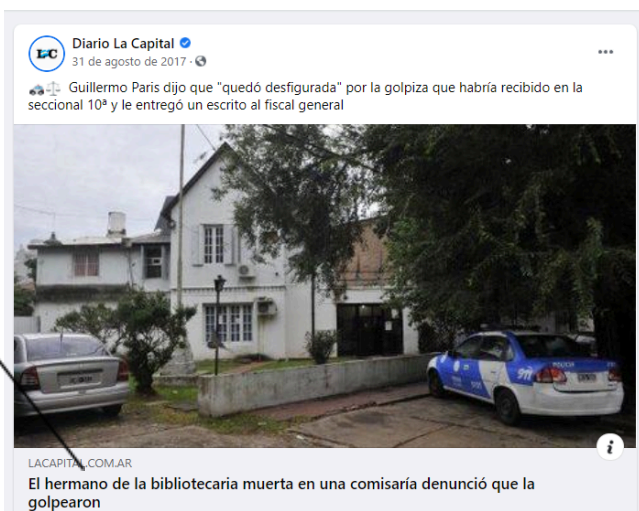 Diario La Capital
31 de agosto de 2017 ·
LC
Guillermo Paris dijo que "quedó desfigurada" por la golpiza que habría recibido en la
seccional 10ª y le entregó un escrito al fiscal general
911
POLICIA
LACAPITAL.COM.AR
El hermano de la bibliotecaria muerta en una comisaría denunció que la
golpearon